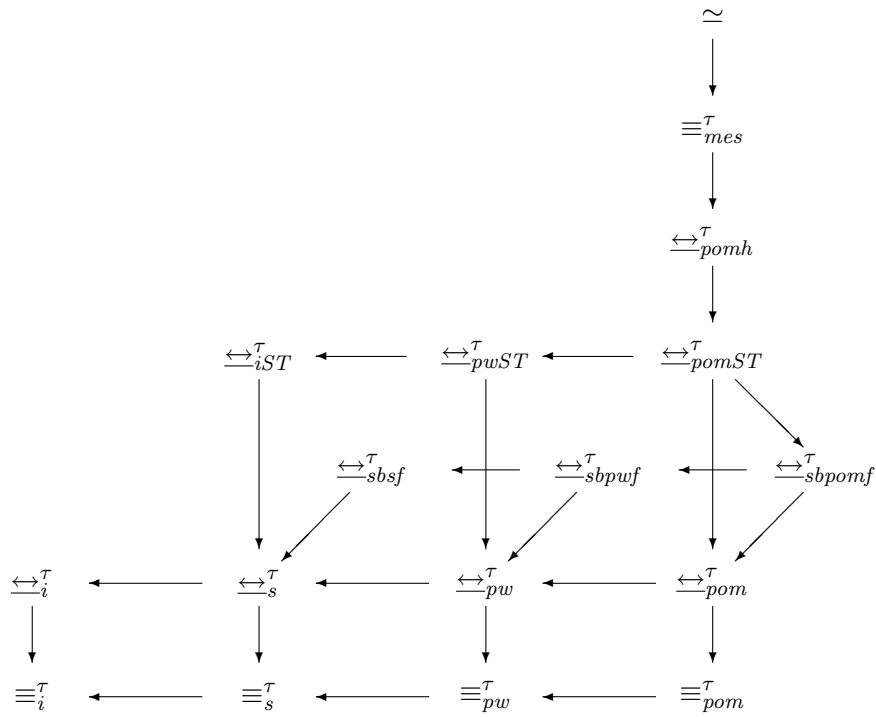 ≃
≡^τ_mes
↔^τ_pomh
↔^τ_iST ↔^τ_pwST ↔^τ_pomST
↔^τ_sbsf ↔^τ_sbpwf ↔^τ_sbpomf
↔^τ_i ↔^τ_s ↔^τ_pw ↔^τ_pom
≡^τ_i ≡^τ_s ≡^τ_pw ≡^τ_pom